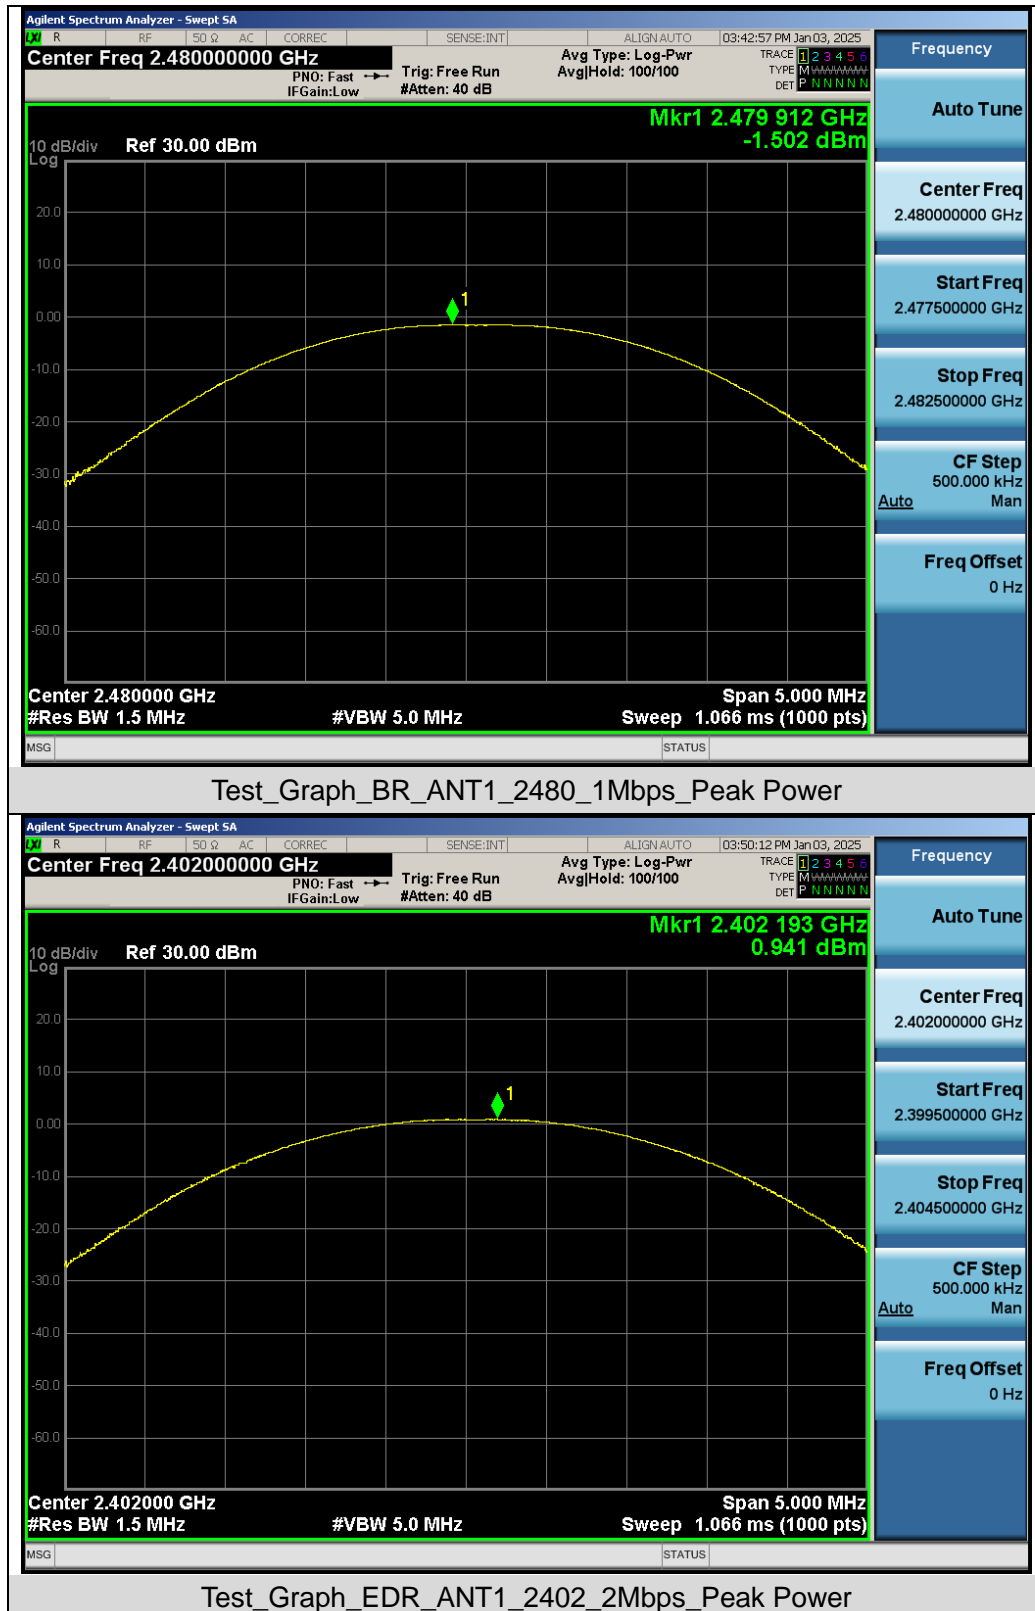 Agilent Spectrum Analyzer - Swept SA
LXI R RF 50 Ω AC CORREC SENSE:INT ALIGN AUTO 03:42:57 PM Jan 03, 2025
Center Freq 2.480000000 GHz
PNO: Fast
IFGain:Low
Trig: Free Run
#Atten: 40 dB
Avg Type: Log-Pwr
Avg|Hold: 100/100
TRACE 1 2 3 4 5 6
TYPE M
DET P N N N N N
Mkr1 2.479 912 GHz
-1.502 dBm
10 dB/div Ref 30.00 dBm
Log
20.0
10.0
1
0.00
-10.0
-20.0
-30.0
-40.0
-50.0
-60.0
Center 2.480000 GHz Span 5.000 MHz
#Res BW 1.5 MHz #VBW 5.0 MHz Sweep 1.066 ms (1000 pts)
MSG STATUS
Frequency
Auto Tune
Center Freq
2.480000000 GHz
Start Freq
2.477500000 GHz
Stop Freq
2.482500000 GHz
CF Step
500.000 kHz
Auto Man
Freq Offset
0 Hz
Test_Graph_BR_ANT1_2480_1Mbps_Peak Power
Agilent Spectrum Analyzer - Swept SA
LXI R RF 50 Ω AC CORREC SENSE:INT ALIGN AUTO 03:50:12 PM Jan 03, 2025
Center Freq 2.402000000 GHz
PNO: Fast
IFGain:Low
Trig: Free Run
#Atten: 40 dB
Avg Type: Log-Pwr
Avg|Hold: 100/100
TRACE 1 2 3 4 5 6
TYPE M
DET P N N N N N
Mkr1 2.402 193 GHz
0.941 dBm
10 dB/div Ref 30.00 dBm
Log
20.0
10.0
1
0.00
-10.0
-20.0
-30.0
-40.0
-50.0
-60.0
Center 2.402000 GHz Span 5.000 MHz
#Res BW 1.5 MHz #VBW 5.0 MHz Sweep 1.066 ms (1000 pts)
MSG STATUS
Frequency
Auto Tune
Center Freq
2.402000000 GHz
Start Freq
2.399500000 GHz
Stop Freq
2.404500000 GHz
CF Step
500.000 kHz
Auto Man
Freq Offset
0 Hz
Test_Graph_EDR_ANT1_2402_2Mbps_Peak Power